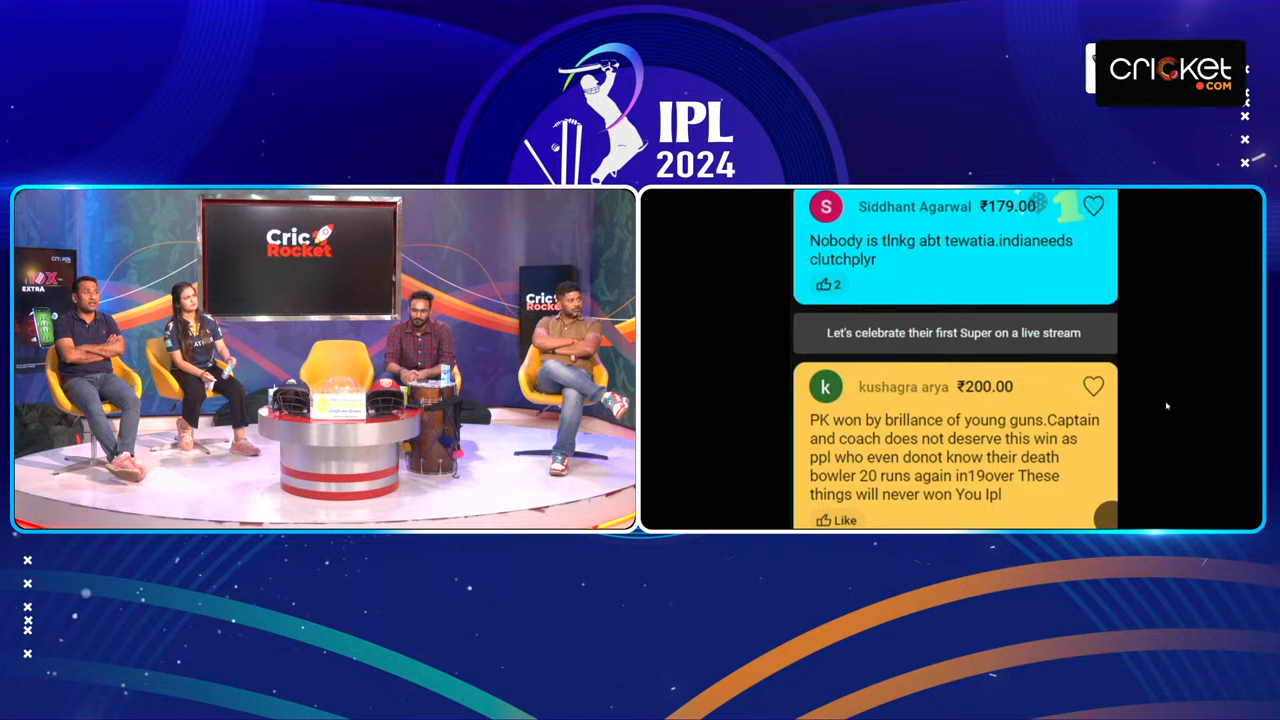 cricket
.COM
IPL
2024
Cric
Rocket
EXTRA
Cric
Rocke
S
Siddhant Agarwal ₹179.00
1
Nobody is tlnkg abt tewatia.indianeeds
clutchplyr
2
Let's celebrate their first Super on a live stream
k
kushagra arya ₹200.00
PK won by brillance of young guns.Captain
and coach does not deserve this win as
ppl who even donot know their death
bowler 20 runs again in19over These
things will never won You Ipl
Like